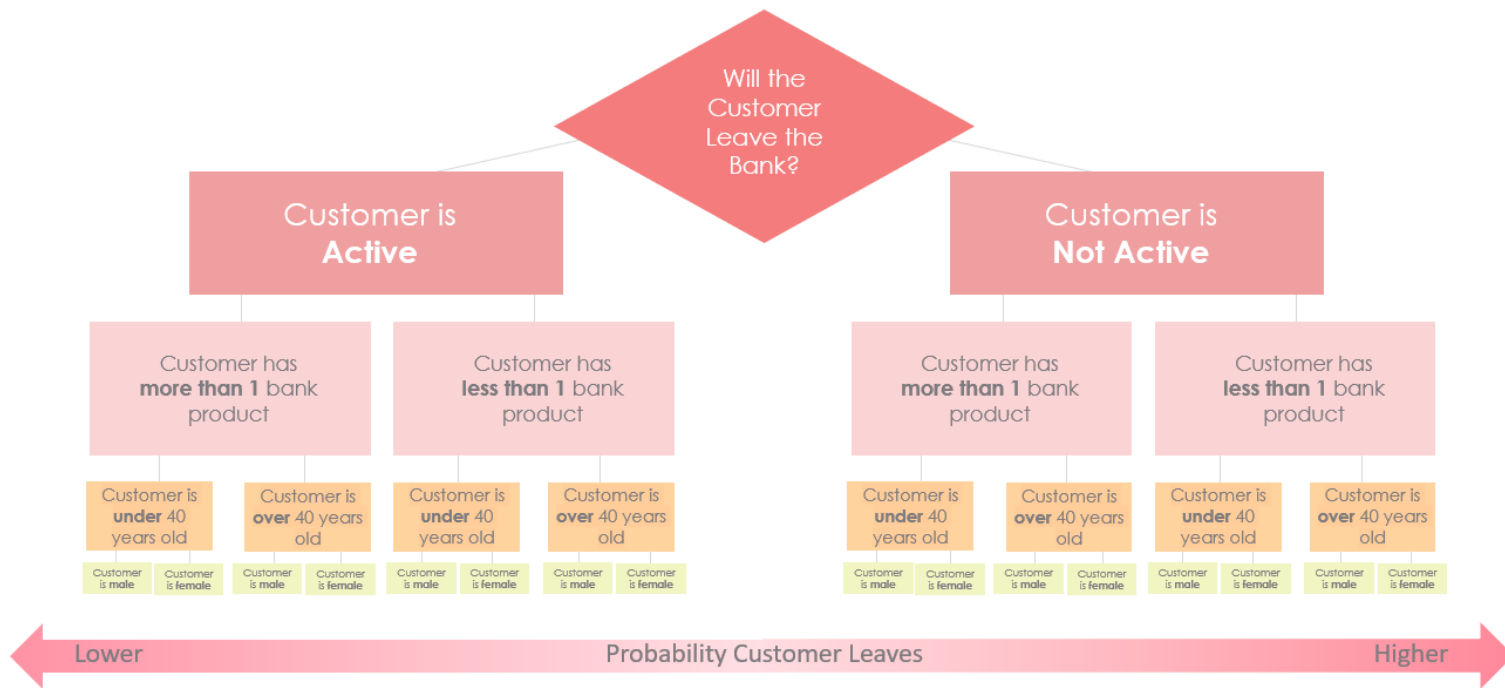 Will the
Customer
Leave the
Bank?
Customer is
Active
Customer is
Not Active
Customer has
more than 1 bank
product
Customer has
less than 1 bank
product
Customer has
more than 1 bank
product
Customer has
less than 1 bank
product
Customer is
under 40
years old
Customer is
over 40 years
old
Customer is
under 40
years old
Customer is
over 40 years
old
Customer is
under 40
years old
Customer is
over 40 years
old
Customer is
under 40
years old
Customer is
over 40 years
old
Customer
is male
Customer
is female
Customer
is male
Customer
is female
Customer
is male
Customer
is female
Customer
is male
Customer
is female
Customer
is male
Customer
is female
Customer
is male
Customer
is female
Customer
is male
Customer
is female
Customer
is male
Customer
is female
Lower
Probability Customer Leaves
Higher